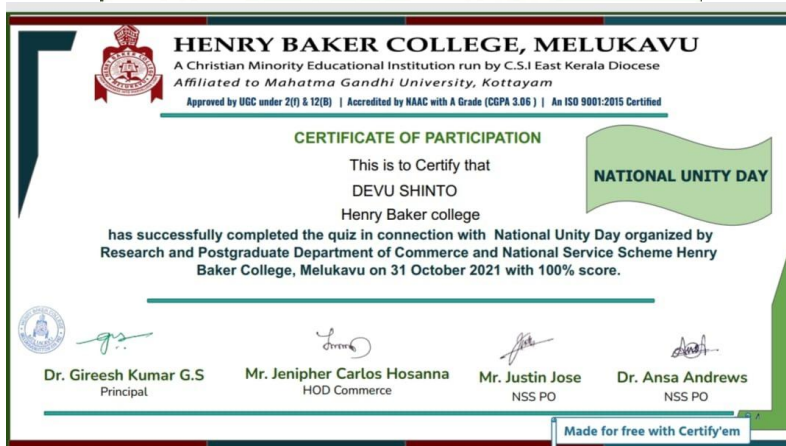 HENRY BAKER COLLEGE, MELUKAVU
A Christian Minority Educational Institution run by C.S.I East Kerala Diocese
Affiliated to Mahatma Gandhi University, Kottayam
Approved by UGC under 2(f) & 12(B) | Accredited by NAAC with A Grade (CGPA 3.06 ) | An ISO 9001:2015 Certified
CERTIFICATE OF PARTICIPATION
This is to Certify that
NATIONAL UNITY DAY
DEVU SHINTO
Henry Baker college
has successfully completed the quiz in connection with National Unity Day organized by
Research and Postgraduate Department of Commerce and National Service Scheme Henry
Baker College, Melukavu on 31 October 2021 with 100% score.
Dr. Gireesh Kumar G.S
Principal
Mr. Jenipher Carlos Hosanna
HOD Commerce
Mr. Justin Jose
NSS PO
Dr. Ansa Andrews
NSS PO
Made for free with Certify'em